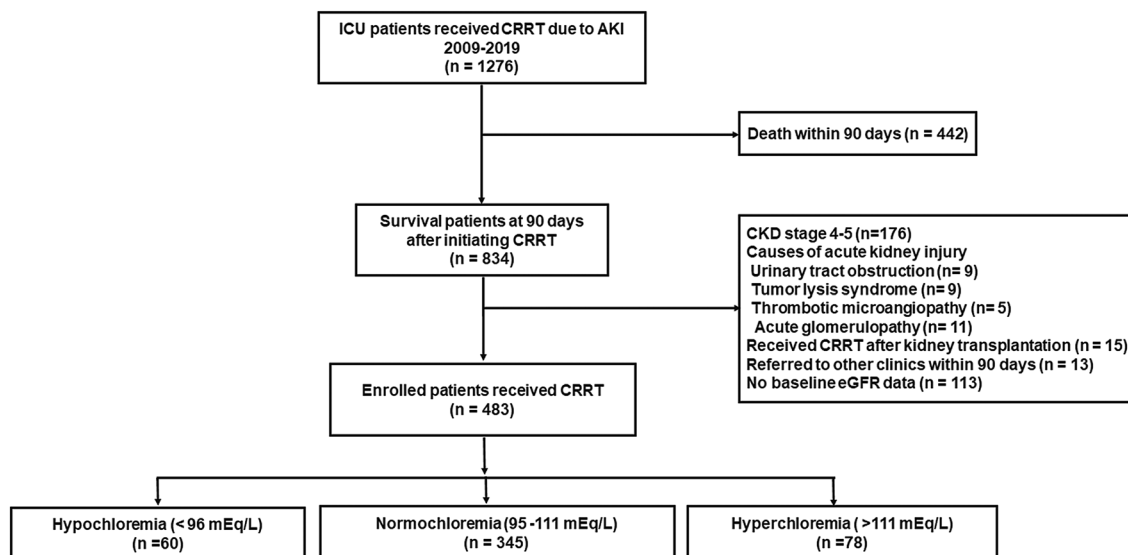 ICU patients received CRRT due to AKI
2009-2019
(n = 1276)
Death within 90 days (n = 442)
Survival patients at 90 days
after initiating CRRT
(n = 834)
CKD stage 4-5 (n=176)
Causes of acute kidney injury
Urinary tract obstruction (n= 9)
Tumor lysis syndrome (n= 9)
Thrombotic microangiopathy (n= 5)
Acute glomerulopathy (n= 11)
Received CRRT after kidney transplantation (n = 15)
Referred to other clinics within 90 days (n = 13)
No baseline eGFR data (n = 113)
Enrolled patients received CRRT
(n = 483)
Hypochloremia (< 96 mEq/L)
(n =60)
Normochloremia (95 -111 mEq/L)
(n = 345)
Hyperchloremia ( >111 mEq/L)
(n =78)